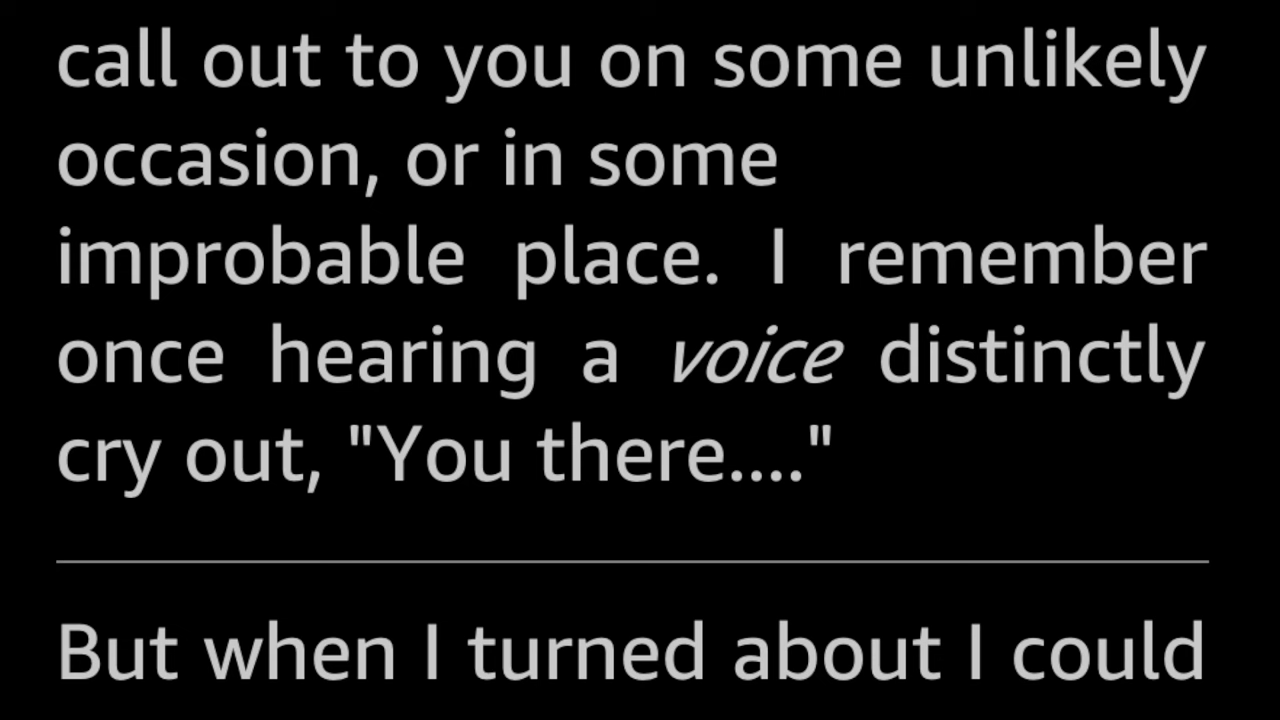 call out to you on some unlikely
occasion, or in some
improbable place. I remember
once hearing a voice distinctly
cry out, "You there...."
But when I turned about I could